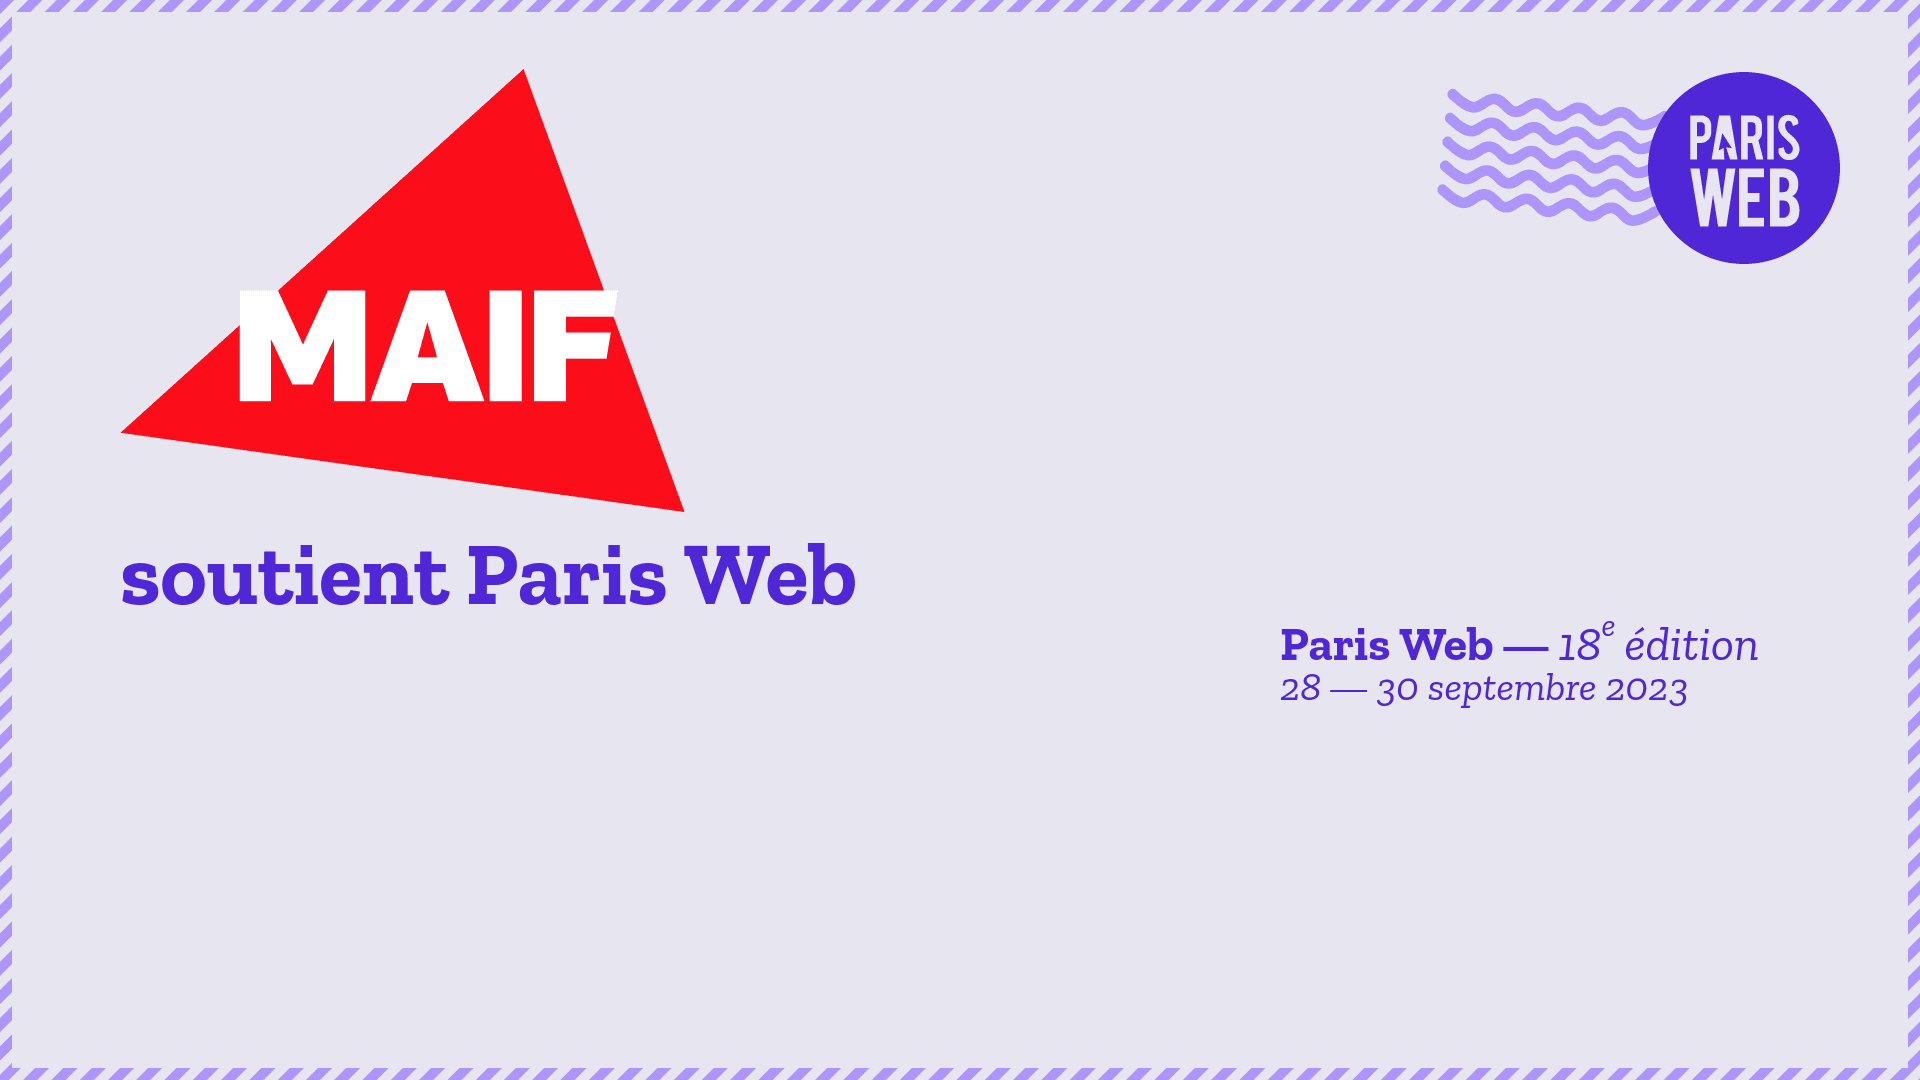 MAIF
soutient Paris Web
PARIS
WEB
Paris Web — 18e édition
28 — 30 septembre 2023